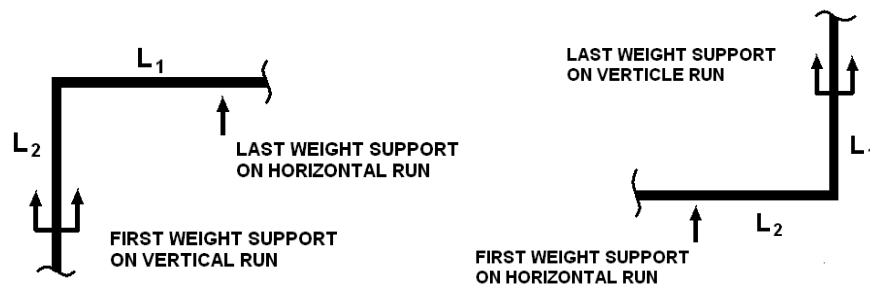 L1
L2
LAST WEIGHT SUPPORT
ON HORIZONTAL RUN
FIRST WEIGHT SUPPORT
ON VERTICAL RUN
LAST WEIGHT SUPPORT
ON VERTICLE RUN
L1
L2
FIRST WEIGHT SUPPORT
ON HORIZONTAL RUN